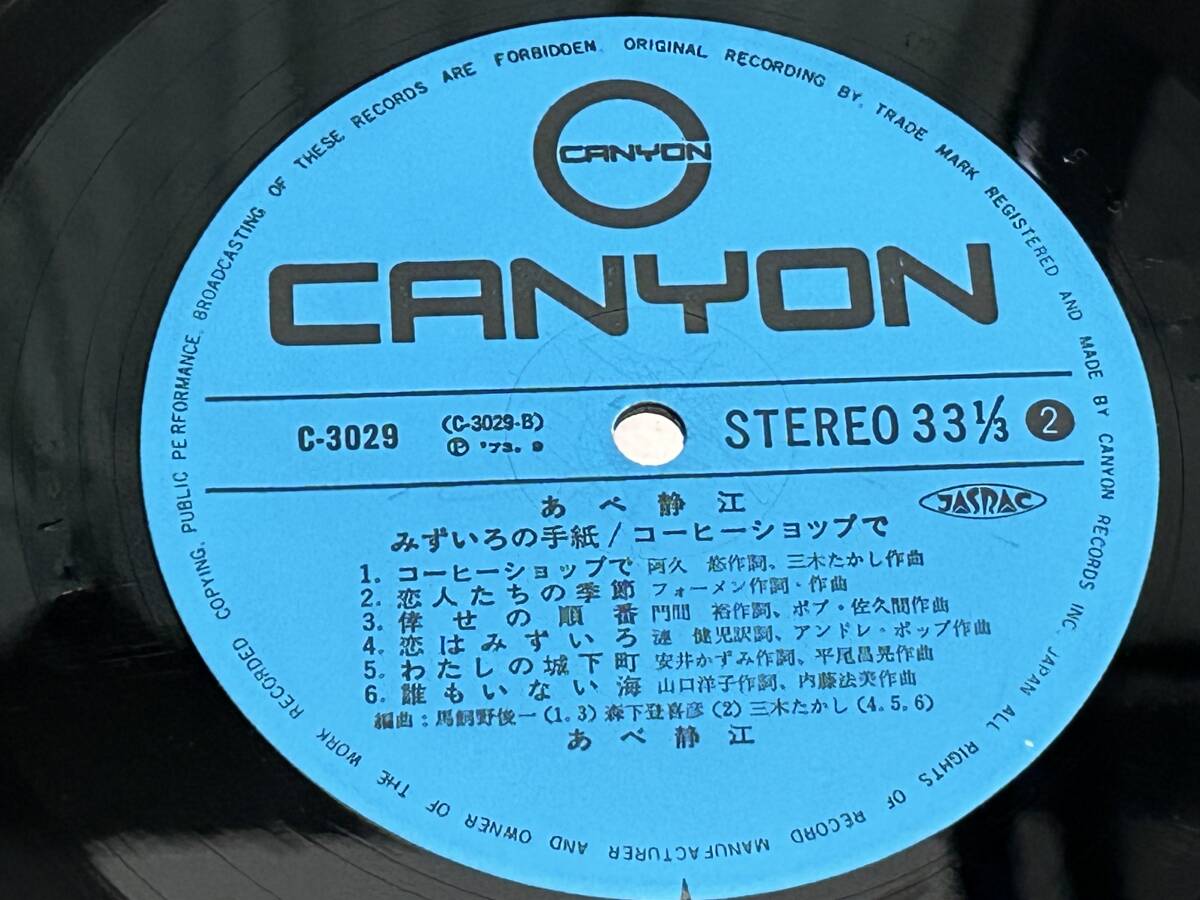 CANYON
CANYON
C-3029
(C-3029-B)
Ⓟ '73. 9
STEREO 33⅓ 2
JASRAC
あべ静江
みずいろの手紙/コーヒーショップで
1. コーヒーショップで 阿久 悠作詞、三木たかし作曲
2. 恋人たちの季節 フォーメン作詞・作曲
3. 倖せの順番 門間 裕作詞、ボブ・佐久間作曲
4. 恋はみずいろ 漣 健児訳詞、アンドレ・ポップ作曲
5. わたしの城下町 安井かずみ作詞、平尾昌晃作曲
6. 誰もいない海 山口洋子作詞、内藤法美作曲
編曲:馬飼野俊一(1.3) 森下登喜彦(2) 三木たかし(4.5.6)
あべ静江
ORIGINAL RECORDING BY. TRADE MARK REGISTERED AND MADE BY CANYON RECORDS INC. JAPAN ALL RIGHTS OF RECORD MANUFACTURER AND OWNER OF THE WORK RECORDED COPYING. PUBLIC PERFORMANCE. BROADCASTING OF THESE RECORDS ARE FORBIDDEN.